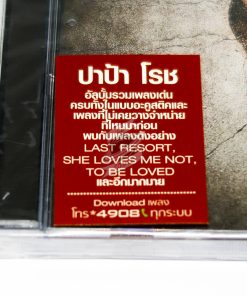 ปาป้า โรช
อัลบั้มรวมเพลงเด่น
ครบทั้งในแบบอะคูสติคและ
เพลงที่ไม่เคยวางจำหน่าย
ที่ไหนมาก่อน
พบกับเพลงดังอย่าง
LAST RESORT,
SHE LOVES ME NOT,
TO BE LOVED
และอีกมากมาย
Download เพลง
โทร*4908 ทุกระบบ